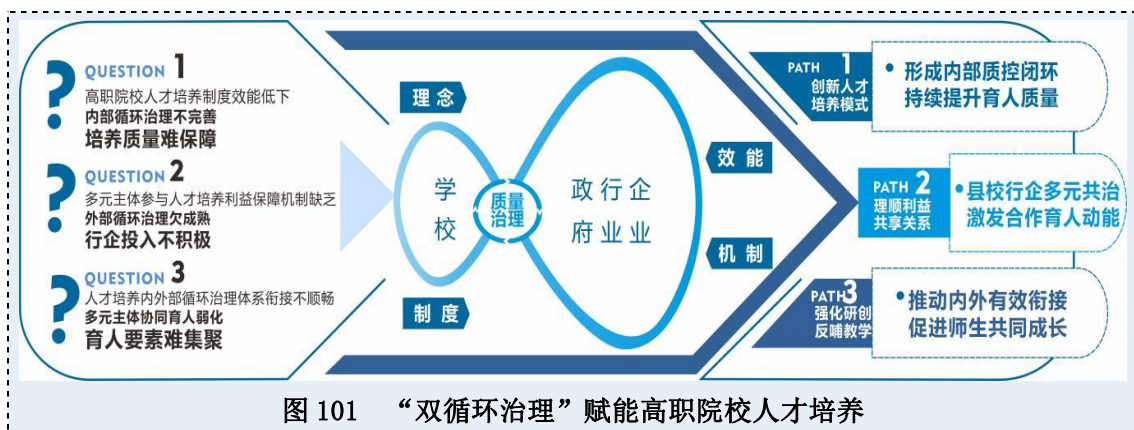 QUESTION 1
高职院校人才培养制度效能低下
内部循环治理不完善
培养质量难保障
QUESTION 2
多元主体参与人才培养利益保障机制缺乏
外部循环治理欠成熟
行企投入不积极
QUESTION 3
人才培养内外部循环治理体系衔接不顺畅
多元主体协同育人弱化
育人要素难集聚
理念
学校
制度
质量
治理
政行企
府业业
效能
机制
PATH 1
创新人才
培养模式
• 形成内部质控闭环
持续提升育人质量
PATH 2
理顺利益
共享关系
• 县校行企多元共治
激发合作育人动能
PATH 3
强化研创
反哺教学
• 推动内外有效衔接
促进师生共同成长
图 101 “双循环治理”赋能高职院校人才培养